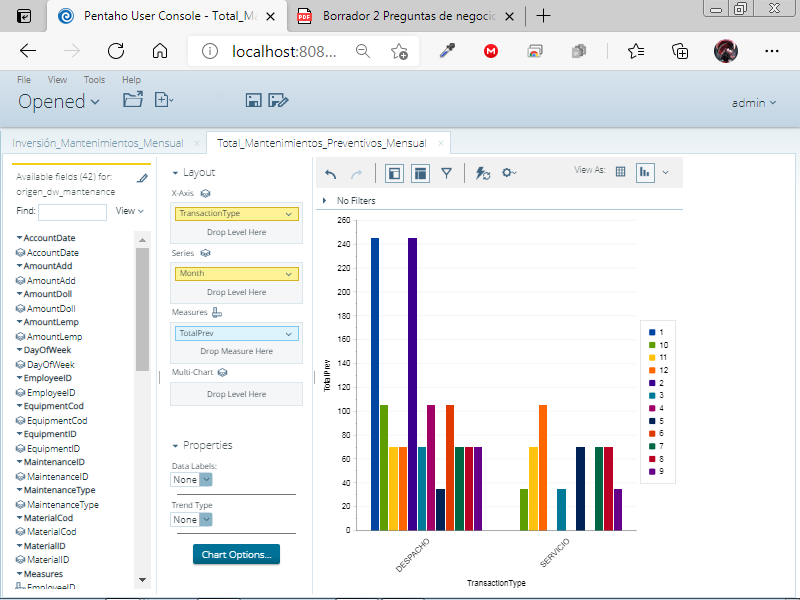 Pentaho User Console - Total_Ma
Borrador 2 Preguntas de negocio
localhost:808...
File View Tools Help
Opened
admin
Inversión_Mantenimientos_Mensual
Total_Mantenimientos_Preventivos_Mensual
Available fields (42) for:
origen_dw_maintenance
Find:
View
AccountDate
AccountDate
AmountAdd
AmountAdd
AmountDoll
AmountDoll
AmountLemp
AmountLemp
DayOfWeek
DayOfWeek
EmployeeID
EmployeeID
EquipmentCod
EquipmentCod
EquipmentID
EquipmentID
MaintenanceID
MaintenanceID
MaintenanceType
MaintenanceType
MaterialCod
MaterialCod
MaterialID
MaterialID
Measures
EmployeeID
Layout
X-Axis
TransactionType
Drop Level Here
Series
Month
Drop Level Here
Measures
TotalPrev
Drop Measure Here
Multi-Chart
Drop Level Here
Properties
Data Labels:
None
Trend Type
None
Chart Options...
View As:
No Filters
260
240
220
200
180
160
140
120
100
80
60
40
20
0
TotalPrev
DESPACHO
SERVICIO
TransactionType
1
10
11
12
2
3
4
5
6
7
8
9